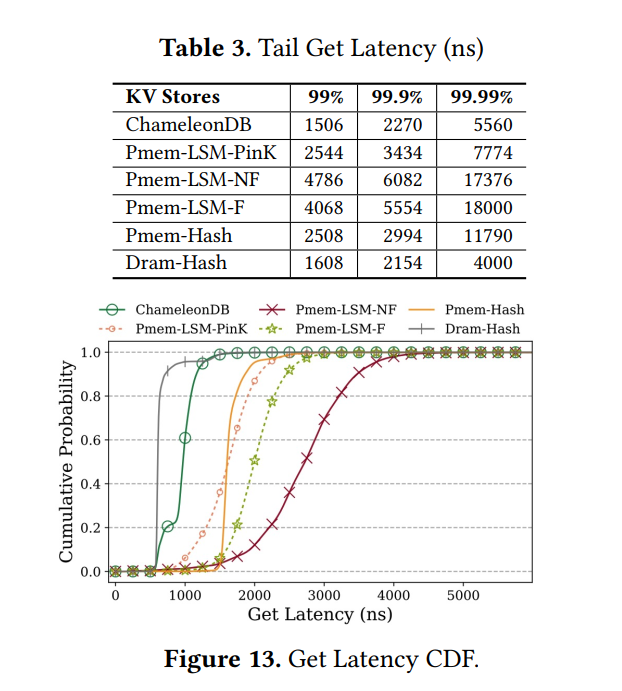 Table 3. Tail Get Latency (ns)
KV Stores 99% 99.9% 99.99%
ChameleonDB 1506 2270 5560
Pmem-LSM-PinK 2544 3434 7774
Pmem-LSM-NF 4786 6082 17376
Pmem-LSM-F 4068 5554 18000
Pmem-Hash 2508 2994 11790
Dram-Hash 1608 2154 4000
ChameleonDB Pmem-LSM-NF Pmem-Hash
Pmem-LSM-PinK Pmem-LSM-F Dram-Hash
1.0
0.8
0.6
0.4
0.2
0.0
Cumulative Probability
0 1000 2000 3000 4000 5000
Get Latency (ns)
Figure 13. Get Latency CDF.